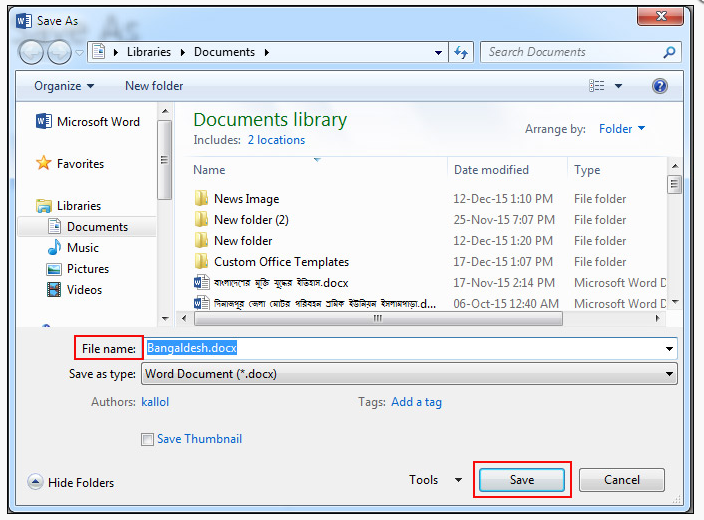 Save As
Libraries Documents
Search Documents
Organize New folder
Microsoft Word
Favorites
Libraries
Documents
Music
Pictures
Videos
Documents library
Includes: 2 locations
Arrange by: Folder
Name Date modified Type
News Image 12-Dec-15 1:10 PM File folder
New folder (2) 25-Nov-15 7:07 PM File folder
New folder 12-Dec-15 1:20 PM File folder
Custom Office Templates 17-Dec-15 1:07 PM File folder
বাংলাদেশের মুক্তি যুদ্ধের ইতিহাস.docx 17-Nov-15 2:14 PM Microsoft Word D
দিনাজপুর জেলা মোটর পরিবহন শ্রমিক ইউনিয়ন ইসলামপাড়া.d... 06-Oct-15 12:40 AM Microsoft Word D
File name: Bangaldesh.docx
Save as type: Word Document (*.docx)
Authors: kallol Tags: Add a tag
Save Thumbnail
Hide Folders Tools Save Cancel